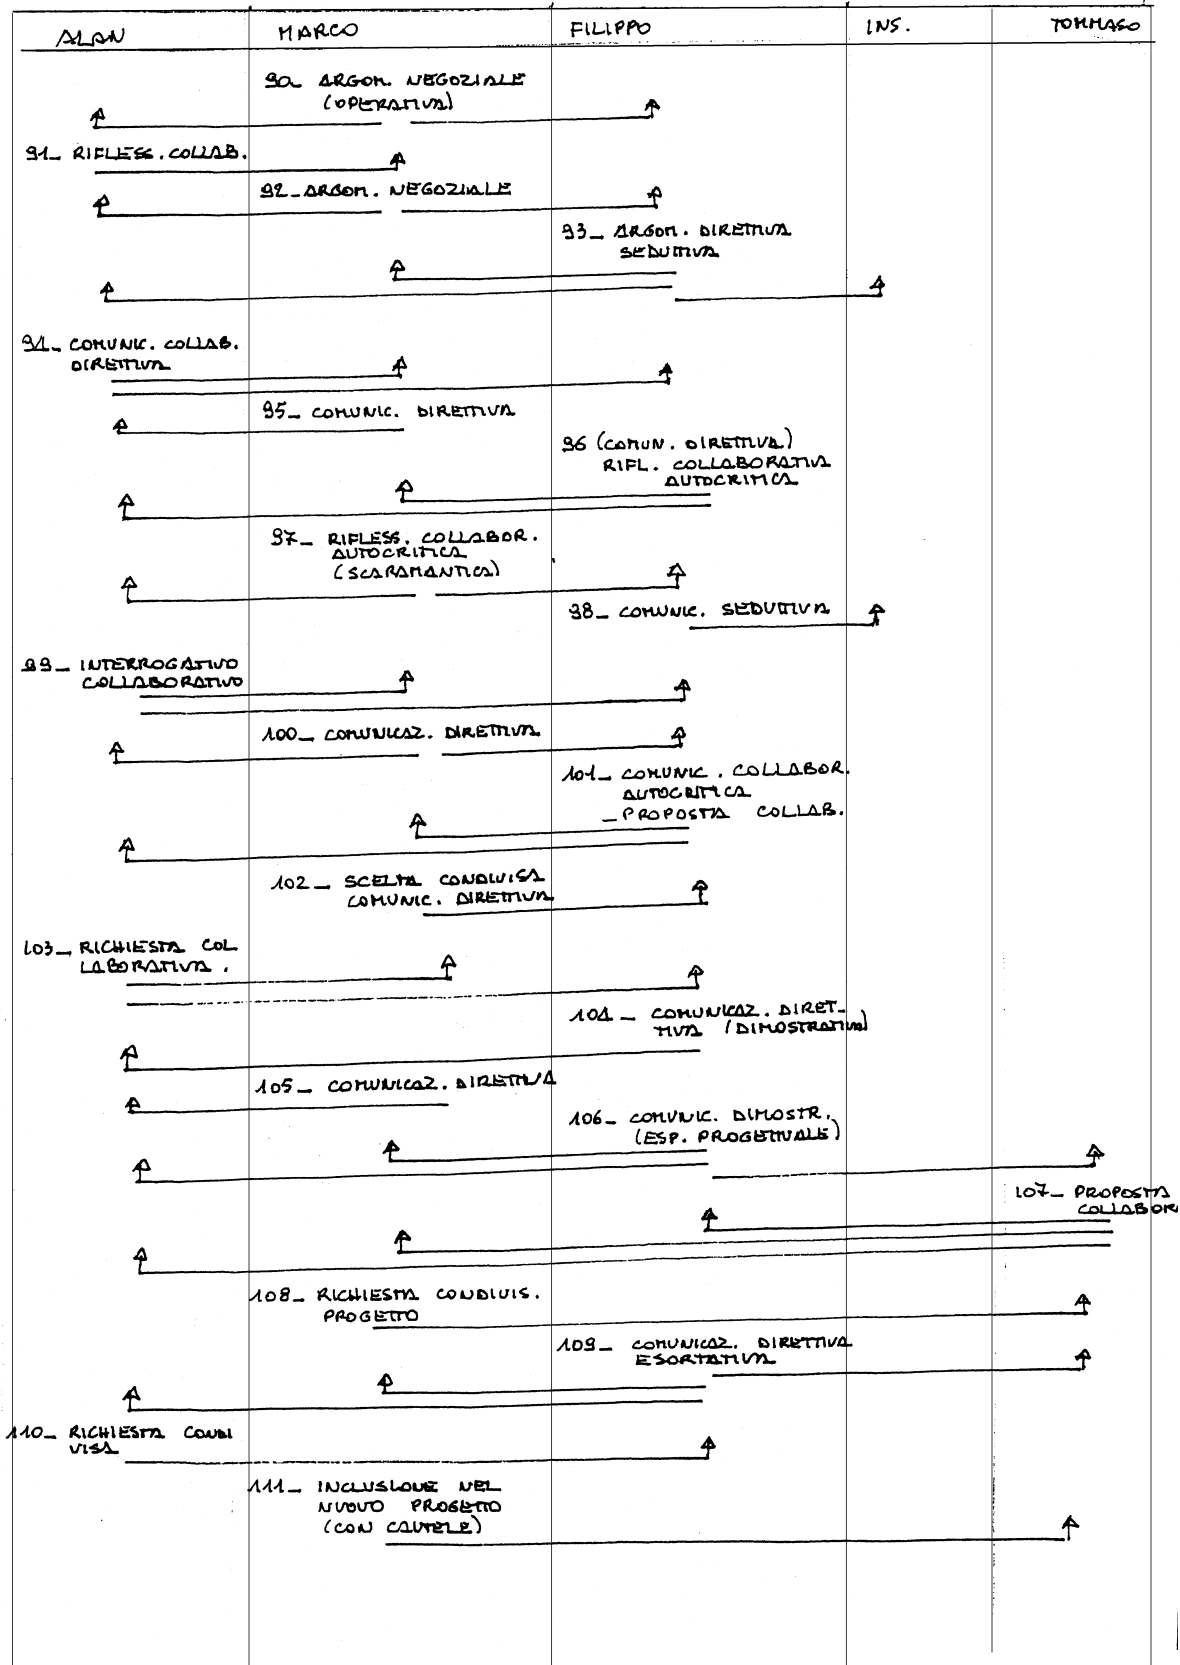 ALAN MARCO FILIPPO INS. TOMMASO
90_ ARGOM. NEGOZIALE
(OPERATIVA)
91_ RIFLESS. COLLAB.
92_ ARGOM. NEGOZIALE
93_ ARGOM. DIRETTIVA
SEDUTTIVA
94_ COMUNIC. COLLAB.
DIRETTIVA
95_ COMUNIC. DIRETTIVA
96 (COMUN. DIRETTIVA)
RIFL. COLLABORATIVA
AUTOCRITICA
97_ RIFLESS. COLLABOR.
AUTOCRITICA
(SCARAMANTICA)
98_ COMUNIC. SEDUTTIVA
99_ INTERROGATIVO
COLLABORATIVO
100_ COMUNICAZ. DIRETTIVA
101_ COMUNIC. COLLABOR.
AUTOCRITICA
_ PROPOSTA COLLAB.
102_ SCELTA CONDIVISA
COMUNIC. DIRETTIVA
103_ RICHIESTA COL
LABORATIVA.
104_ COMUNICAZ. DIRET-
TIVA (DIMOSTRATIVA)
105_ COMUNICAZ. DIRETTIVA
106_ COMUNIC. DIMOSTR.
(ESP. PROGETTUALE)
107_ PROPOSTA
COLLABOR
108_ RICHIESTA CONDIVIS.
PROGETTO
109_ COMUNICAZ. DIRETTIVA
ESORTATIVA
110_ RICHIESTA CONDI
VISA
111_ INCLUSIONE NEL
NUOVO PROGETTO
(CON CAUTELE)